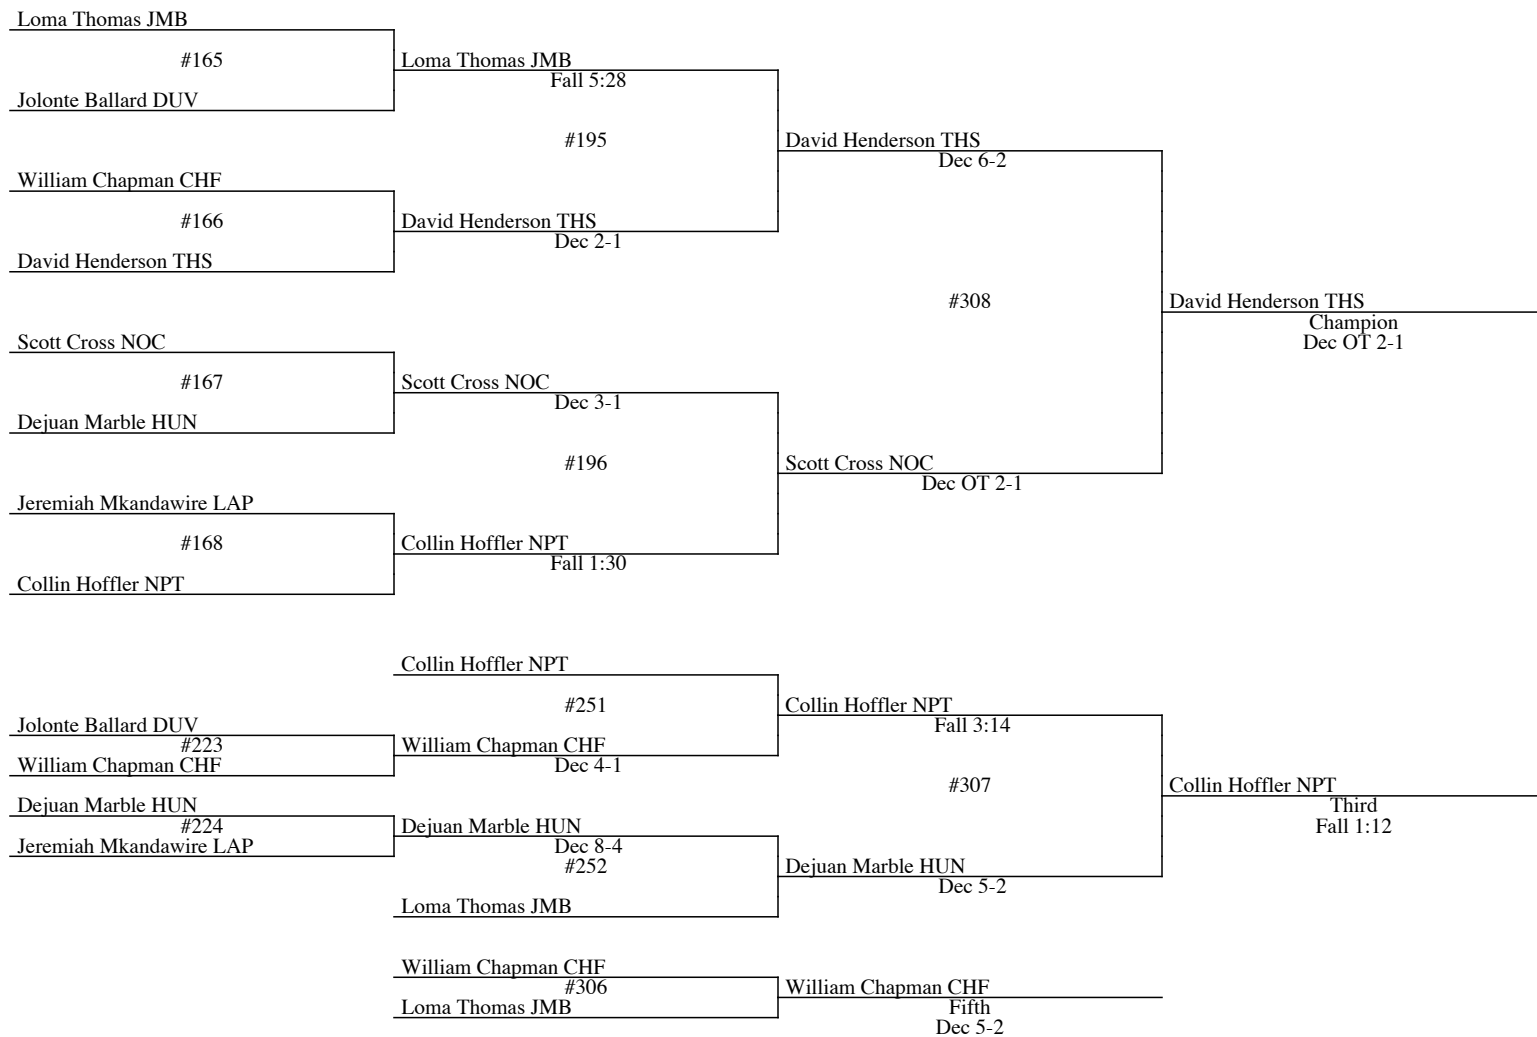 Loma Thomas JMB
#165
Loma Thomas JMB
Fall 5:28
Jolonte Ballard DUV
#195
David Henderson THS
Dec 6-2
William Chapman CHF
#166
David Henderson THS
Dec 2-1
David Henderson THS
#308
David Henderson THS
Champion
Dec OT 2-1
Scott Cross NOC
#167
Scott Cross NOC
Dec 3-1
Dejuan Marble HUN
#196
Scott Cross NOC
Dec OT 2-1
Jeremiah Mkandawire LAP
#168
Collin Hoffler NPT
Fall 1:30
Collin Hoffler NPT
Collin Hoffler NPT
#251
Collin Hoffler NPT
Fall 3:14
Jolonte Ballard DUV
#223
William Chapman CHF
Dec 4-1
William Chapman CHF
#307
Collin Hoffler NPT
Third
Fall 1:12
Dejuan Marble HUN
#224
Dejuan Marble HUN
Dec 8-4
Jeremiah Mkandawire LAP
#252
Dejuan Marble HUN
Dec 5-2
Loma Thomas JMB
William Chapman CHF
#306
William Chapman CHF
Fifth
Dec 5-2
Loma Thomas JMB